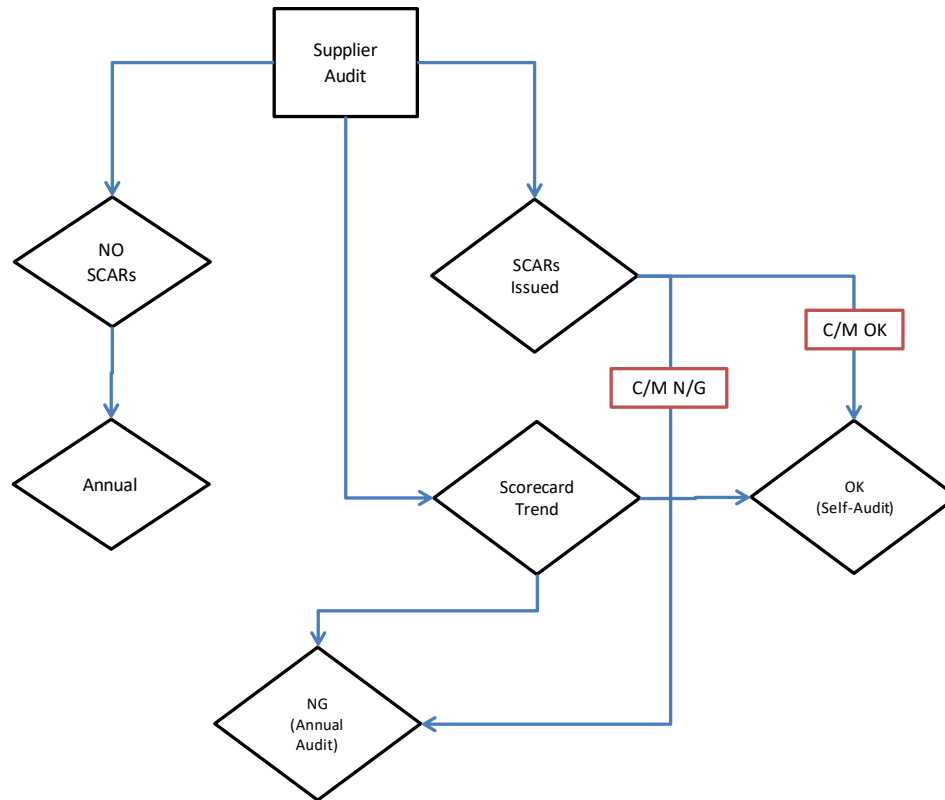 Supplier
Audit
NO
SCARs
SCARs
Issued
C/M OK
C/M N/G
Annual
Scorecard
Trend
OK
(Self-Audit)
NG
(Annual
Audit)